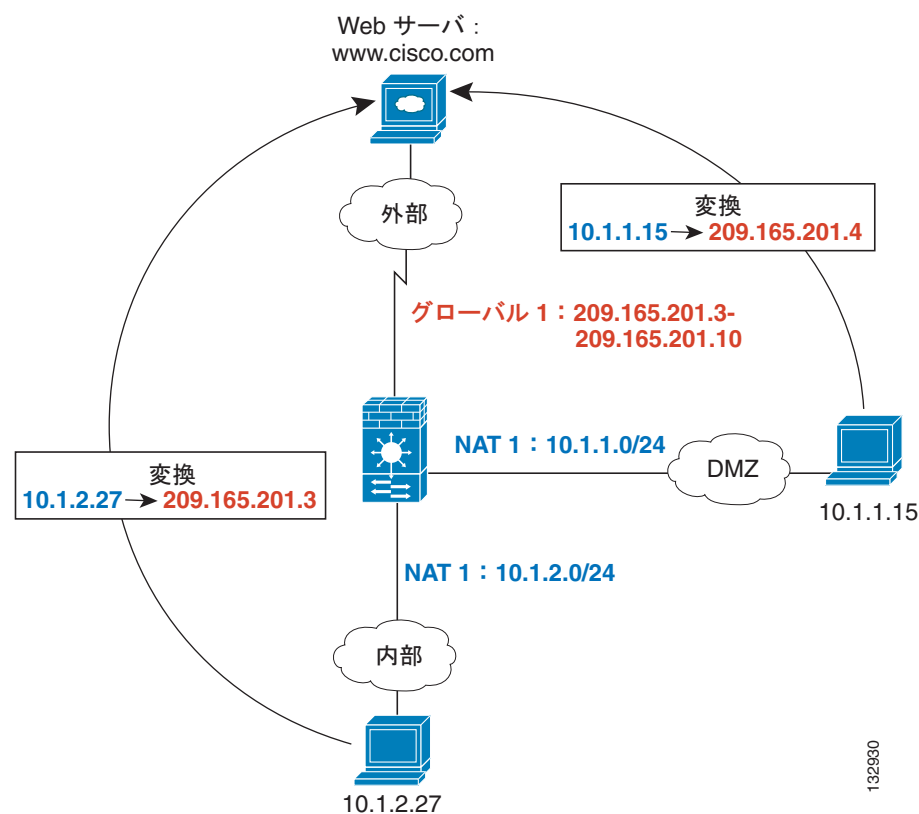 Web サーバ：
www.cisco.com
外部
変換
10.1.1.15 → 209.165.201.4
グローバル 1：209.165.201.3-
209.165.201.10
NAT 1：10.1.1.0/24
DMZ
10.1.1.15
変換
10.1.2.27 → 209.165.201.3
NAT 1：10.1.2.0/24
内部
10.1.2.27
132930